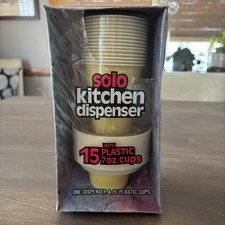 solo
kitchen
dispenser
15 WITH PLASTIC
7oz. cups
ONE DISPENSER & 15 PLASTIC CUPS